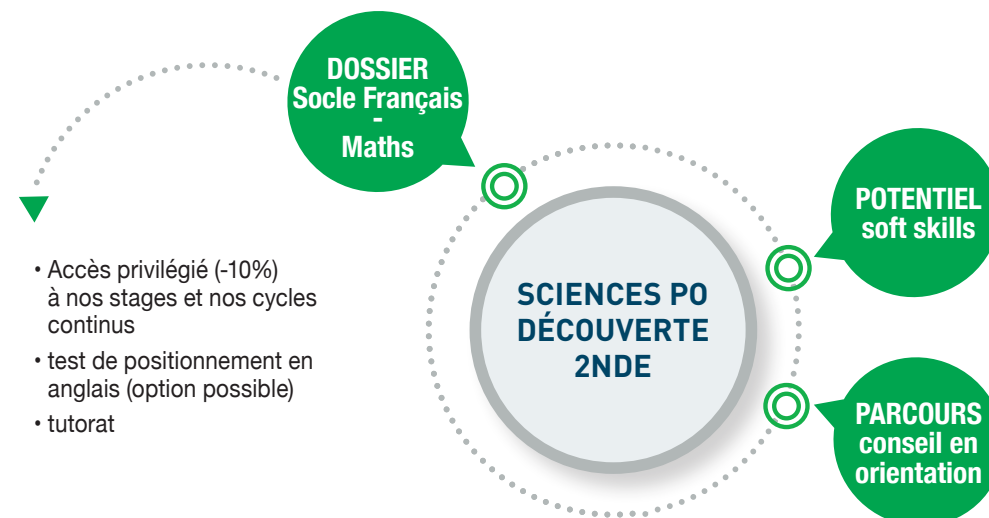 DOSSIER
Socle Français
-
Maths
POTENTIEL
soft skills
• Accès privilégié (-10%)
à nos stages et nos cycles
continus
• test de positionnement en
anglais (option possible)
• tutorat
SCIENCES PO
DÉCOUVERTE
2NDE
PARCOURS
conseil en
orientation